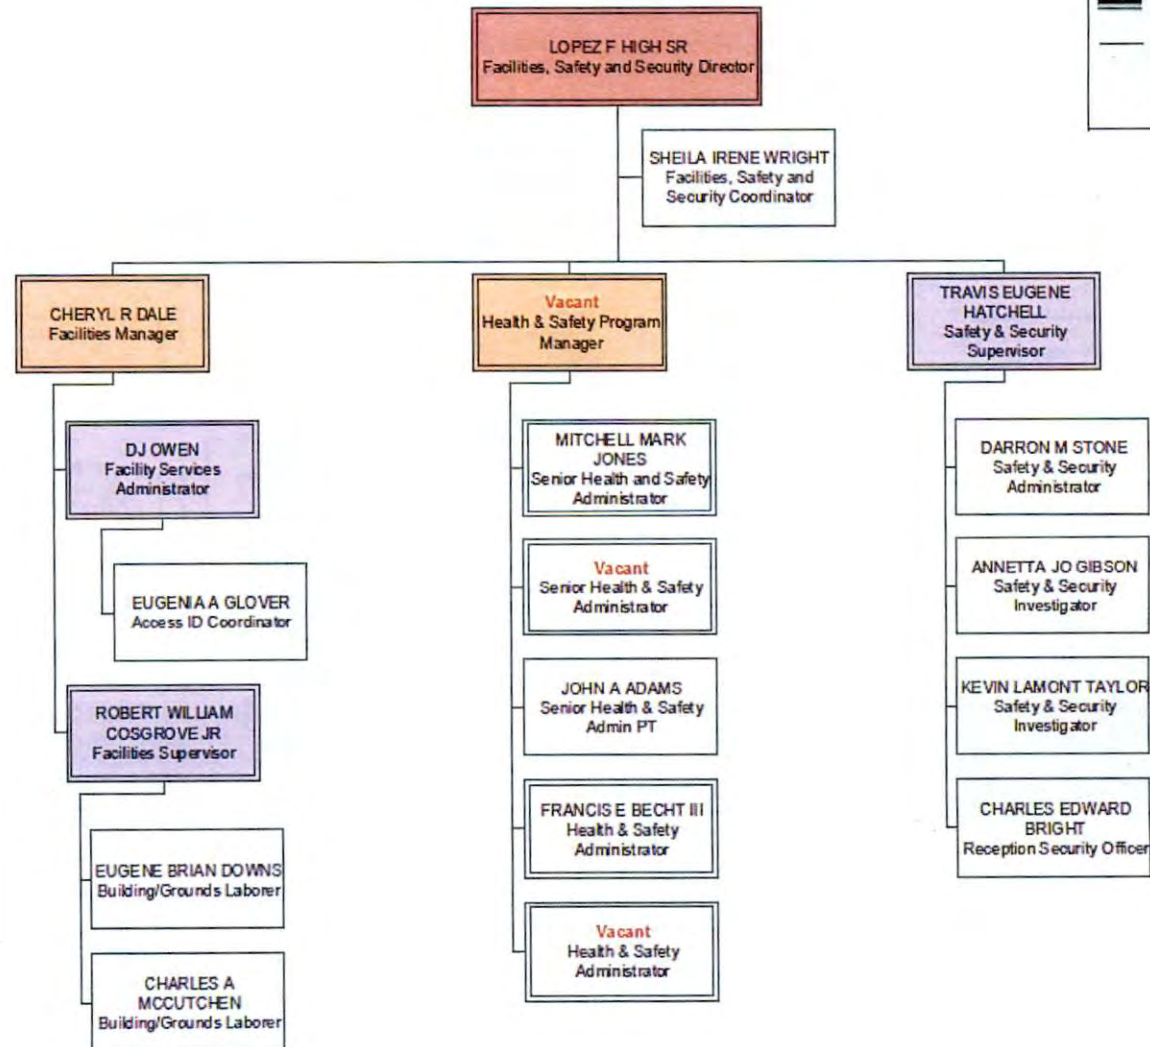 LOPEZ F HIGH SR
Facilities, Safety and Security Director
SHEILA IRENE WRIGHT
Facilities, Safety and
Security Coordinator
CHERYL R DALE
Facilities Manager
DJ OWEN
Facility Services
Administrator
EUGENIA A GLOVER
Access ID Coordinator
ROBERT WILLIAM
COSGROVE JR
Facilities Supervisor
EUGENE BRIAN DOWNS
Building/Grounds Laborer
CHARLES A
MCCUTCHEN
Building/Grounds Laborer
Vacant
Health & Safety Program
Manager
MITCHELL MARK
JONES
Senior Health and Safety
Administrator
Vacant
Senior Health & Safety
Administrator
JOHN A ADAMS
Senior Health & Safety
Admin PT
FRANCIS E BECHT III
Health & Safety
Administrator
Vacant
Health & Safety
Administrator
TRAVIS EUGENE
HATCHELL
Safety & Security
Supervisor
DARRON M STONE
Safety & Security
Administrator
ANNETTA JO GIBSON
Safety & Security
Investigator
KEVIN LAMONT TAYLOR
Safety & Security
Investigator
CHARLES EDWARD
BRIGHT
Reception Security Officer